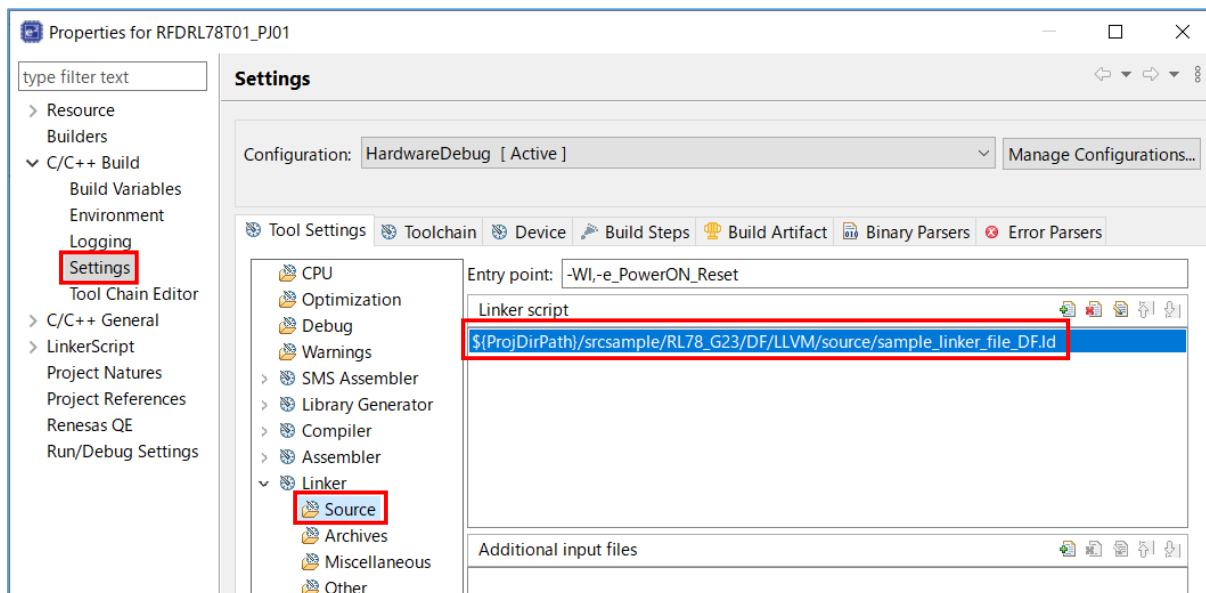 Properties for RFDRL78T01_PJ01
type filter text
Resource
Builders
C/C++ Build
Build Variables
Environment
Logging
Settings
Tool Chain Editor
C/C++ General
LinkerScript
Project Natures
Project References
Renesas QE
Run/Debug Settings
Settings
Configuration: HardwareDebug [ Active ] Manage Configurations...
Tool Settings Toolchain Device Build Steps Build Artifact Binary Parsers Error Parsers
CPU
Optimization
Debug
Warnings
SMS Assembler
Library Generator
Compiler
Assembler
Linker
Source
Archives
Miscellaneous
Other
Entry point: -Wl,-e_PowerON_Reset
Linker script
${ProjDirPath}/srcsample/RL78_G23/DF/LLVM/source/sample_linker_file_DF.ld
Additional input files